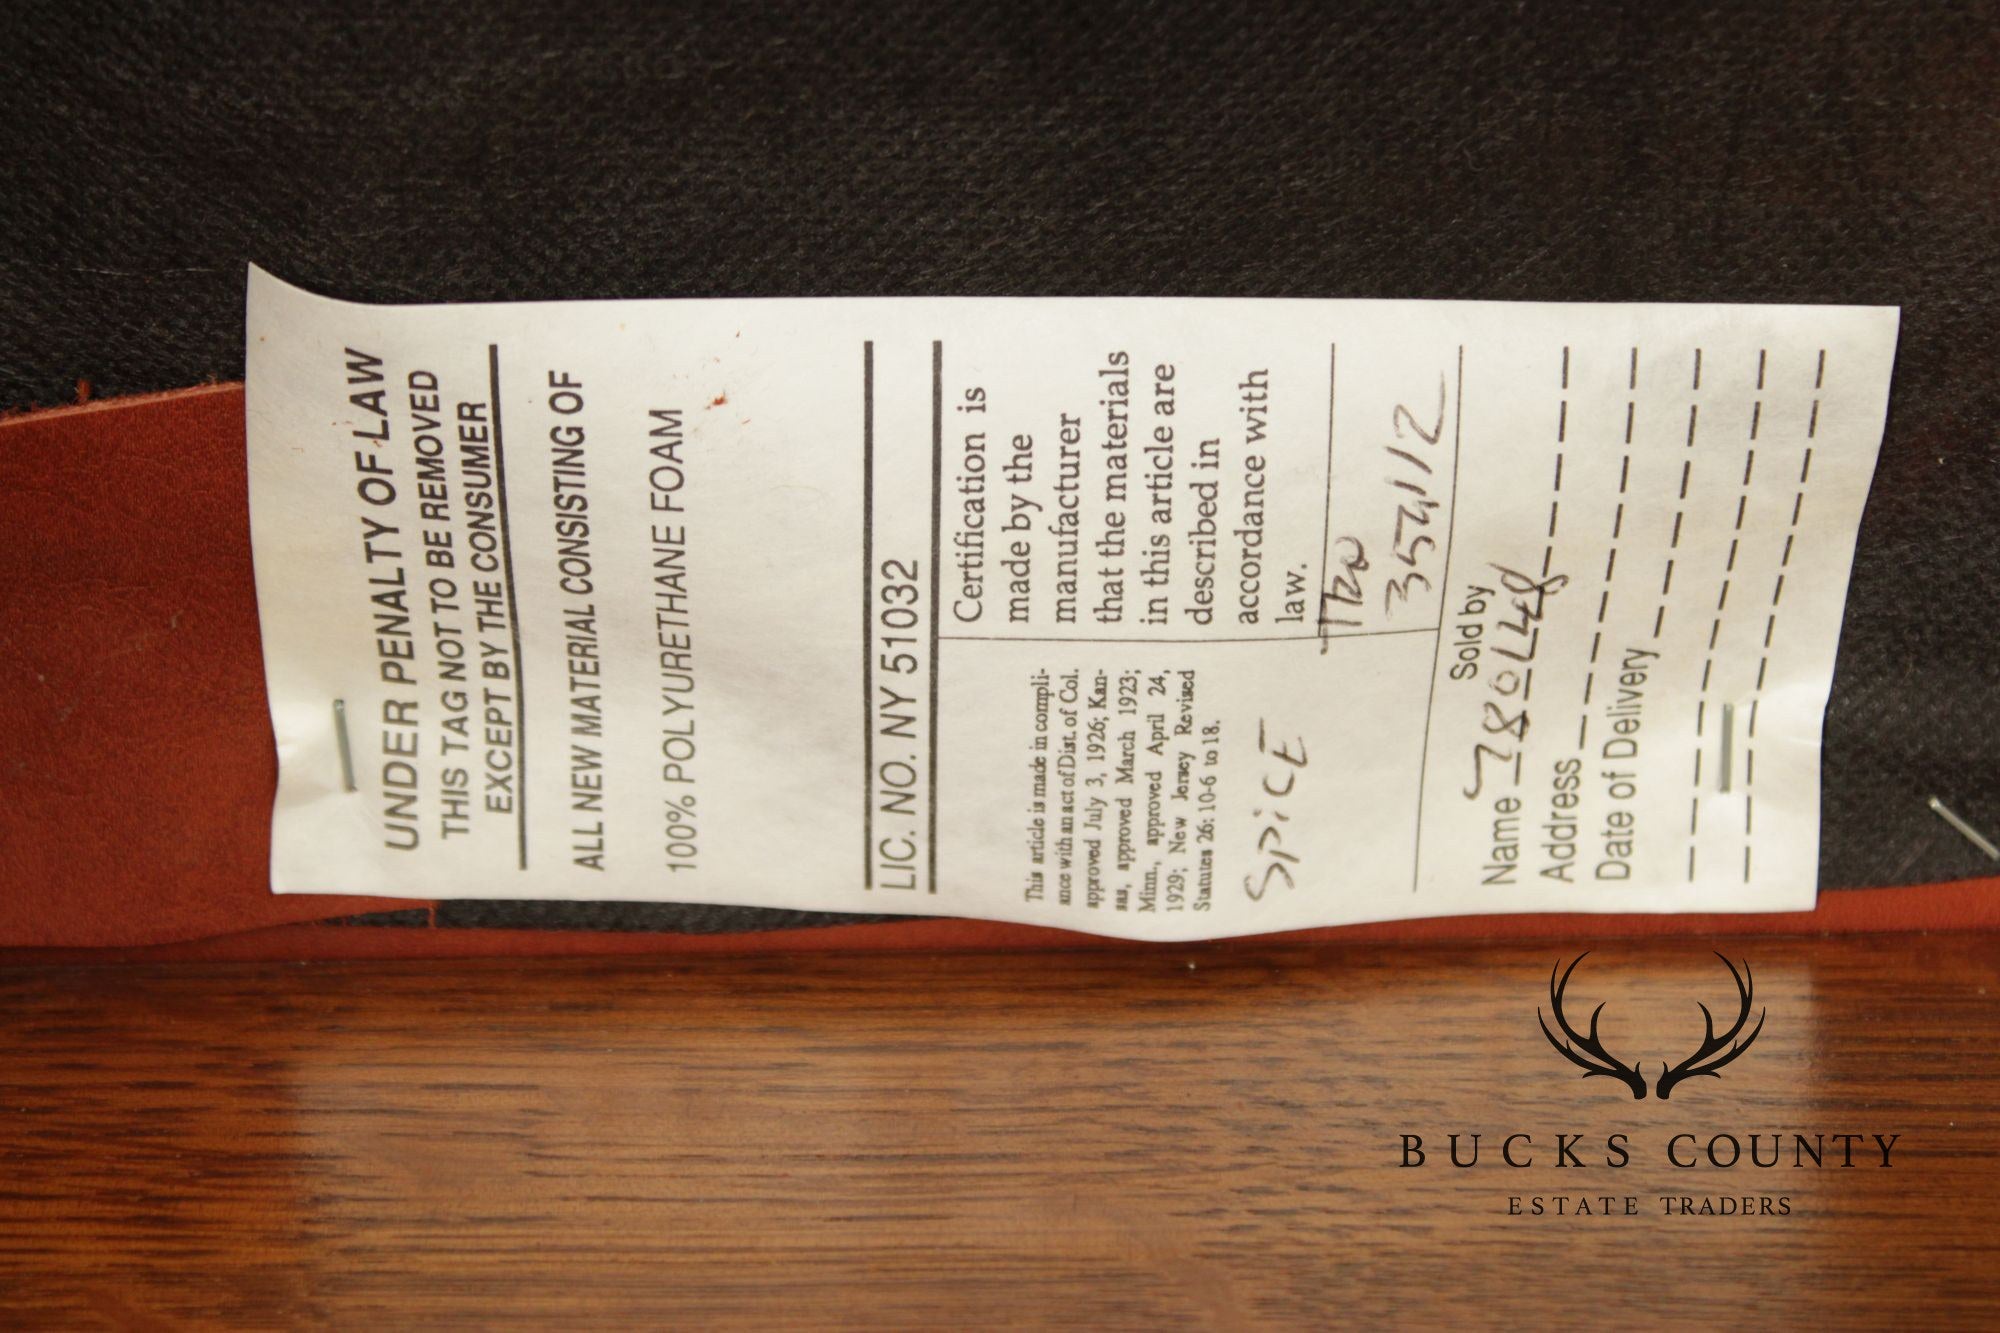 UNDER PENALTY OF LAW
THIS TAG NOT TO BE REMOVED
EXCEPT BY THE CONSUMER
ALL NEW MATERIAL CONSISTING OF
100% POLYURETHANE FOAM
LIC. NO. NY 51032
This article is made in compli-
ance with an act of Dist. of Col.
approved July 3, 1926; Kan-
sas, approved March 1923;
Minn., approved April 24,
1929; New Jersey Revised
Statutes 26: 10-6 to 18.
SPiCE
Certification is
made by the
manufacturer
that the materials
in this article are
described in
accordance with
law.
Sold by
Name
Address
Date of Delivery
BUCKS COUNTY
ESTATE TRADERS